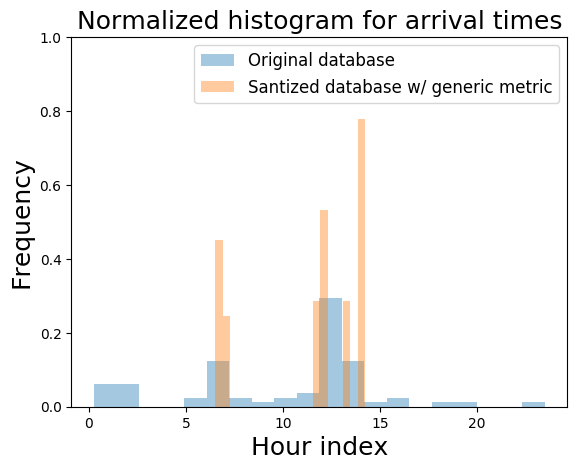 Normalized histogram for arrival times
Original database
Santized database w/ generic metric
Frequency
1.0
0.8
0.6
0.4
0.2
0.0
0 5 10 15 20
Hour index